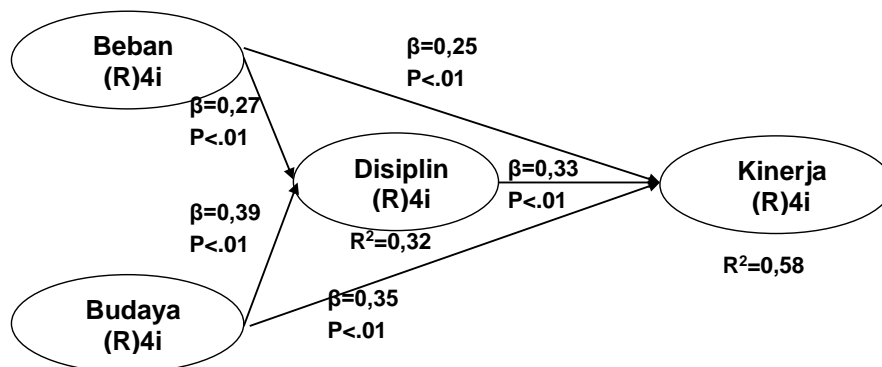 Beban
(R)4i
β=0,25
P<.01
β=0,27
P<.01
Disiplin
(R)4i
R²=0,32
β=0,33
P<.01
Kinerja
(R)4i
R²=0,58
β=0,39
P<.01
Budaya
(R)4i
β=0,35
P<.01